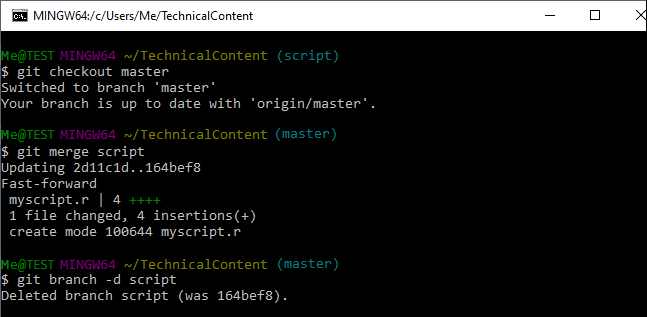 MINGW64:/c/Users/Me/TechnicalContent
Me@TEST MINGW64 ~/TechnicalContent (script)
$ git checkout master
Switched to branch 'master'
Your branch is up to date with 'origin/master'.
Me@TEST MINGW64 ~/TechnicalContent (master)
$ git merge script
Updating 2d11c1d..164bef8
Fast-forward
myscript.r | 4 ++++
1 file changed, 4 insertions(+)
create mode 100644 myscript.r
Me@TEST MINGW64 ~/TechnicalContent (master)
$ git branch -d script
Deleted branch script (was 164bef8).